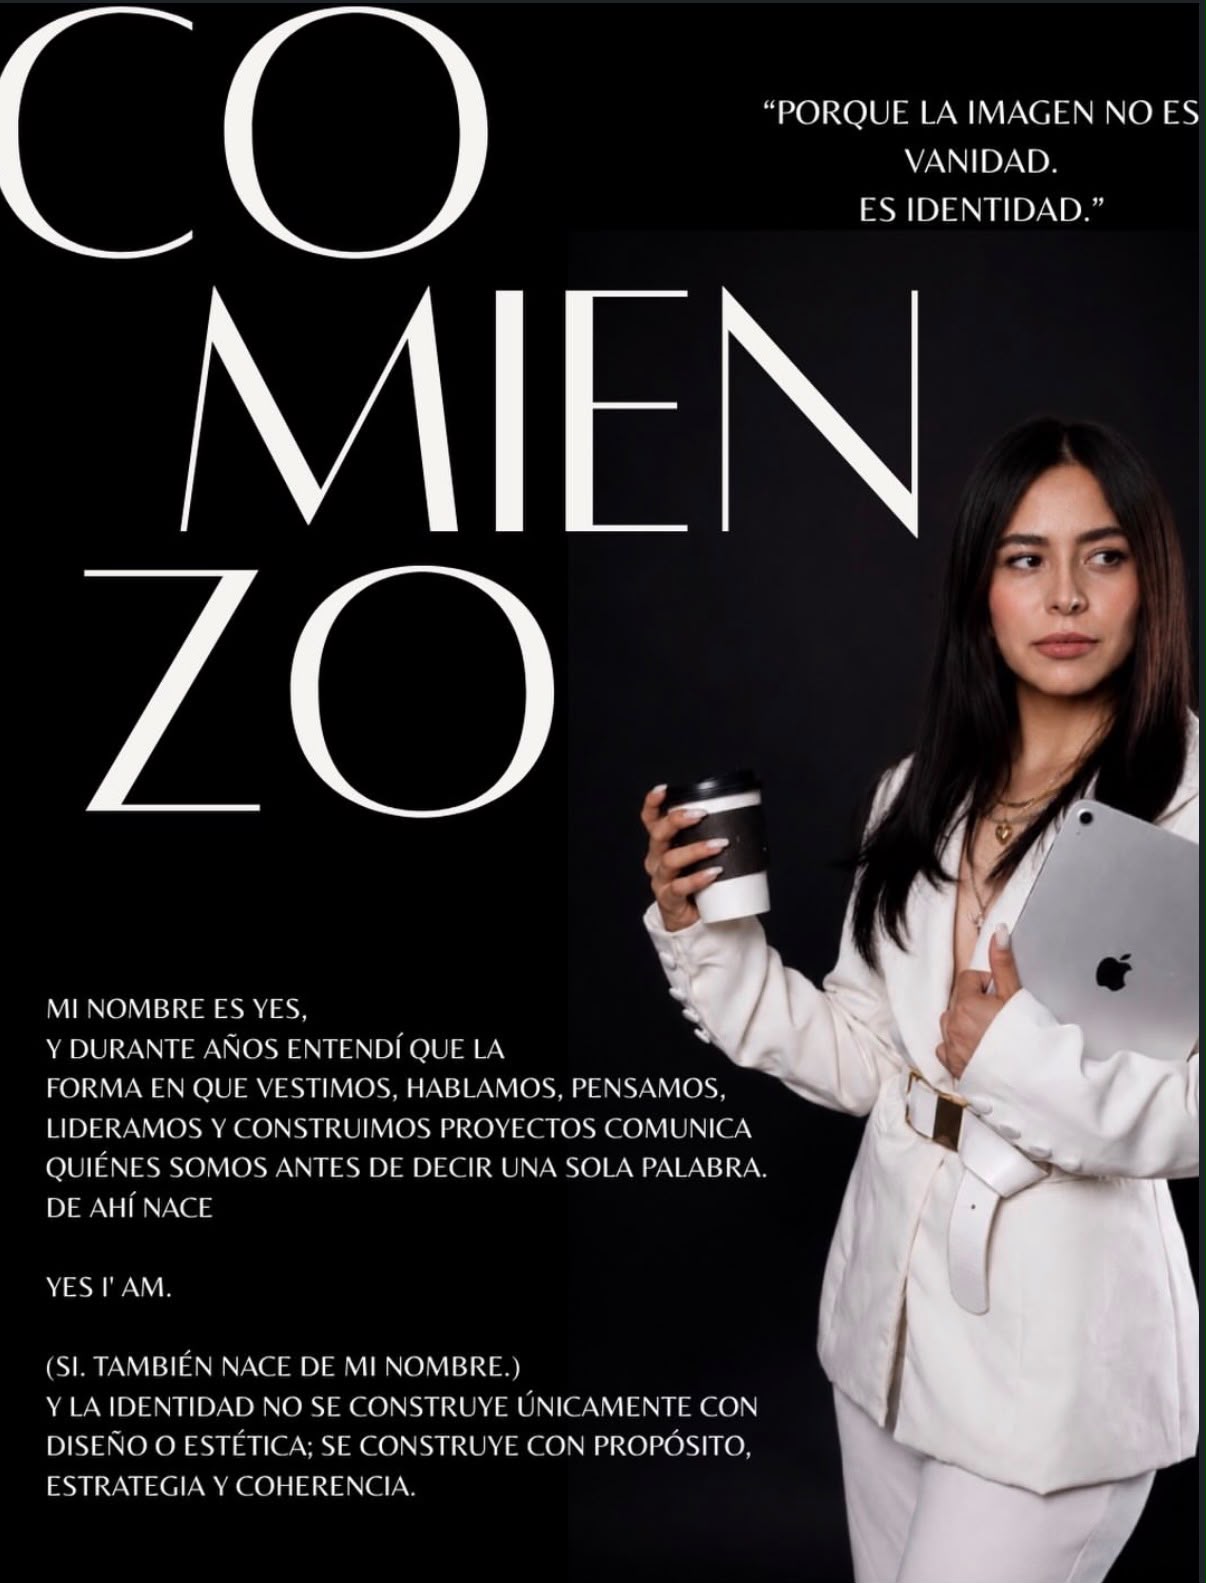 CO
MIEN
ZO
“PORQUE LA IMAGEN NO ES
VANIDAD.
ES IDENTIDAD.”
MI NOMBRE ES YES,
Y DURANTE AÑOS ENTENDÍ QUE LA
FORMA EN QUE VESTIMOS, HABLAMOS, PENSAMOS,
LIDERAMOS Y CONSTRUIMOS PROYECTOS COMUNICA
QUIÉNES SOMOS ANTES DE DECIR UNA SOLA PALABRA.
DE AHÍ NACE
YES I' AM.
(SI. TAMBIÉN NACE DE MI NOMBRE.)
Y LA IDENTIDAD NO SE CONSTRUYE ÚNICAMENTE CON
DISEÑO O ESTÉTICA; SE CONSTRUYE CON PROPÓSITO,
ESTRATEGIA Y COHERENCIA.